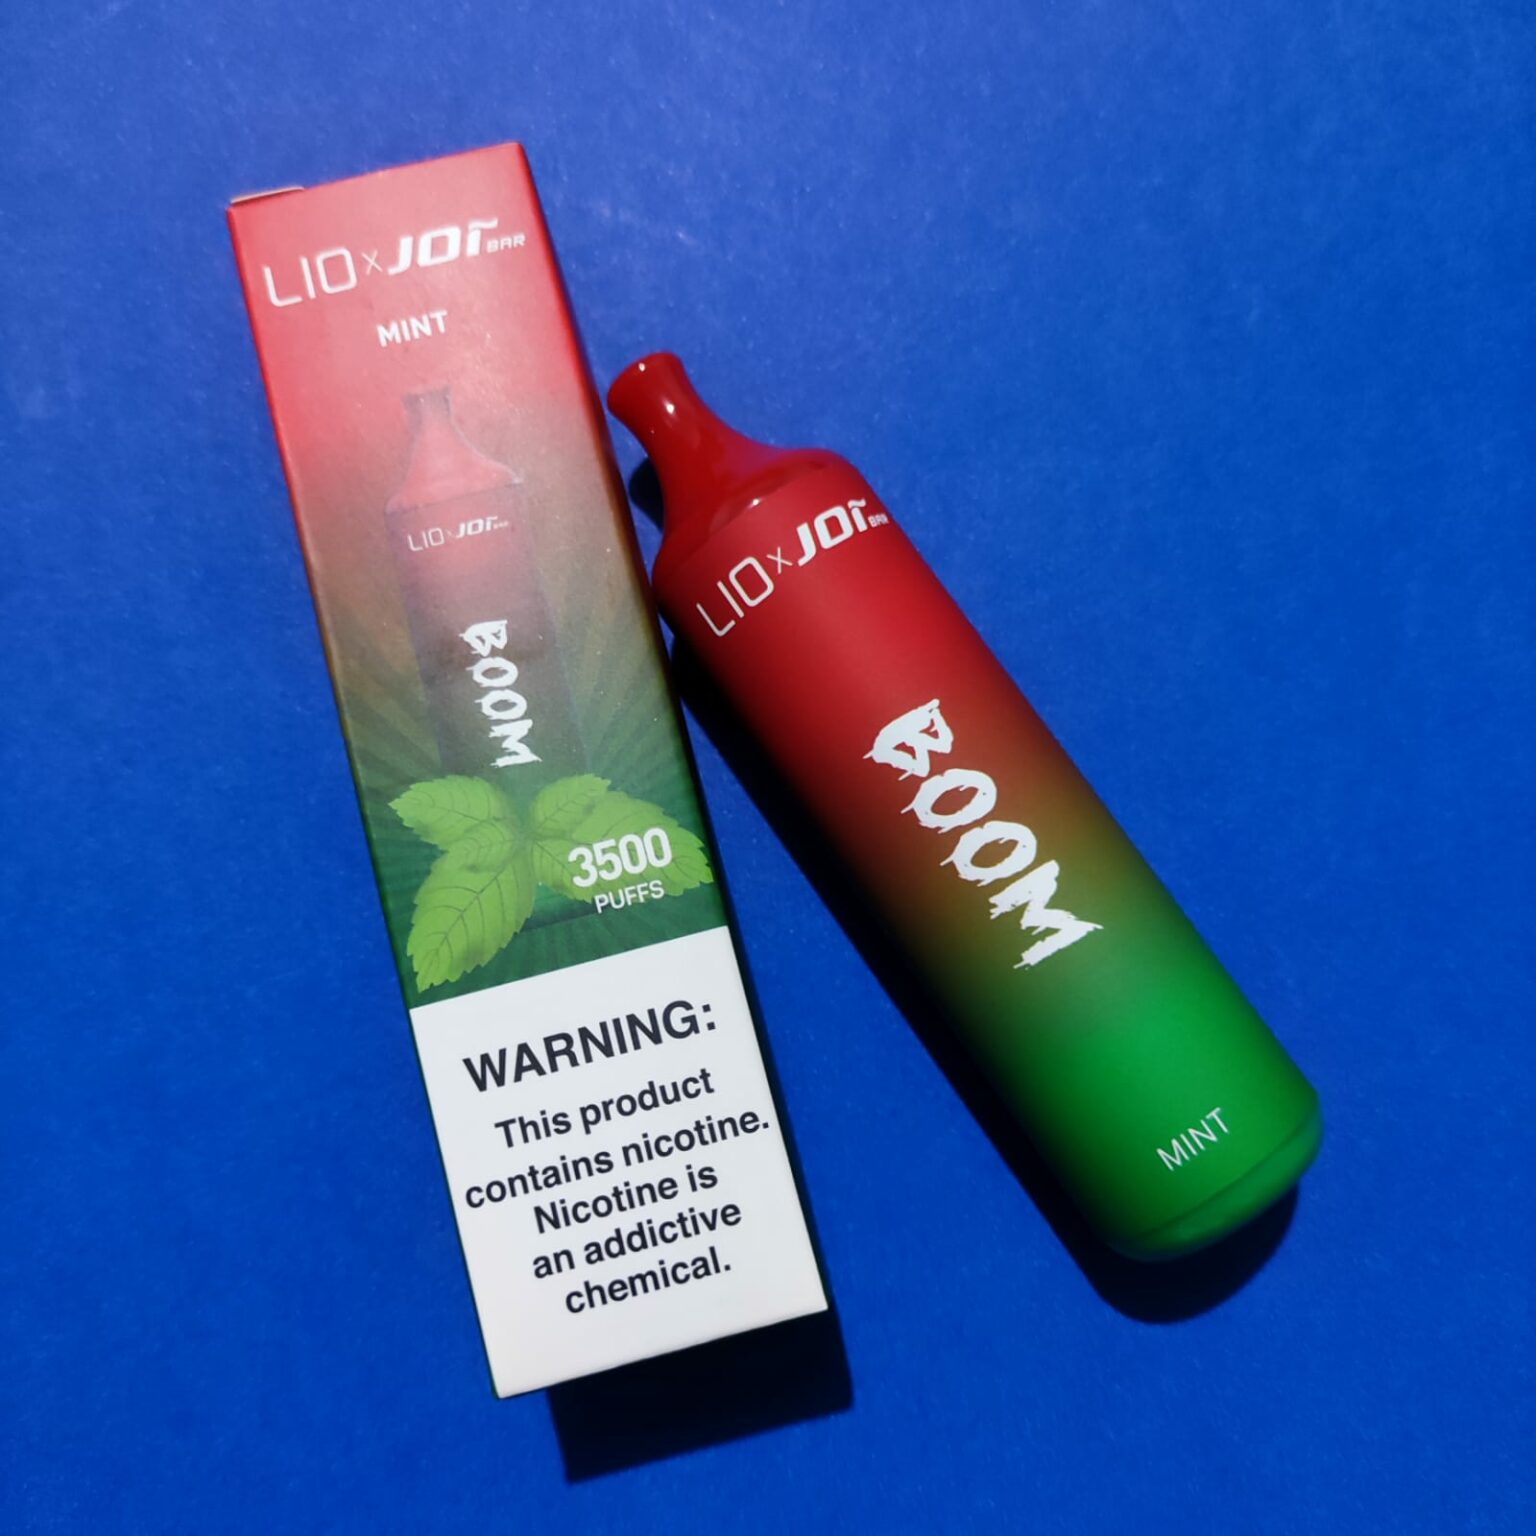 LIO x JOI BAR
MINT
LIO x JOI BAR
BOOM
3500
PUFFS
WARNING:
This product
contains nicotine.
Nicotine is
an addictive
chemical.
LIO x JOI BAR
BOOM
MINT